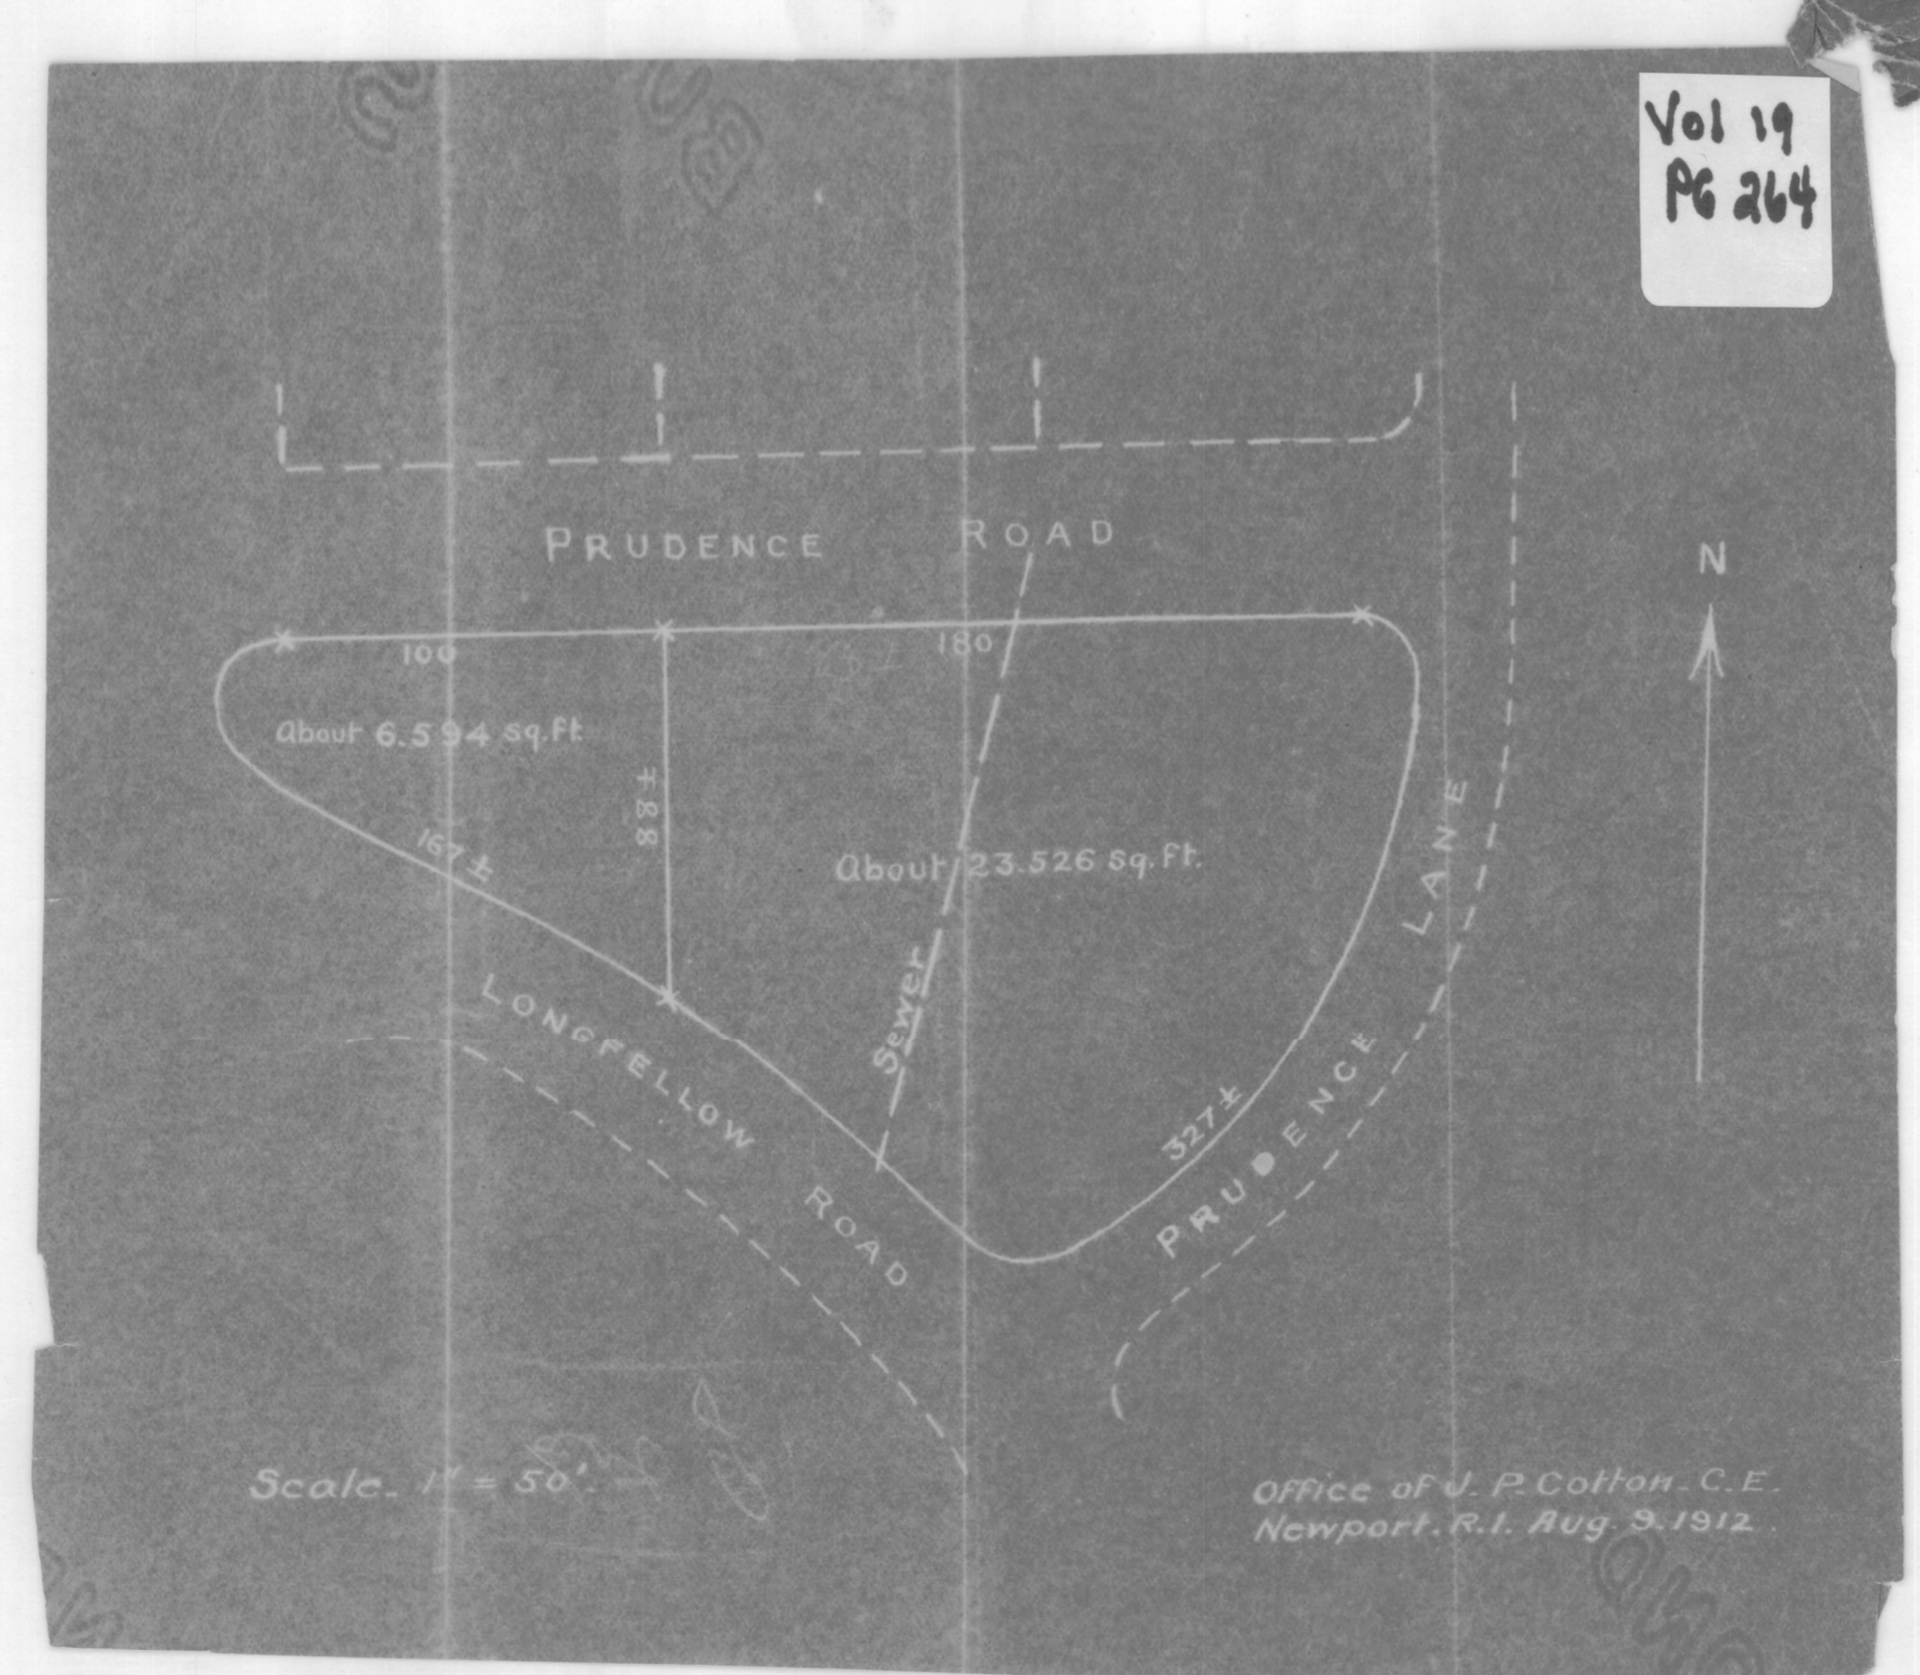 Vol 19
PG 264
PRUDENCE ROAD
N
100
180
About 6.594 sq.ft.
88 ±
167 ±
About 23.526 sq.ft.
LANE
Sewer
LONGFELLOW
ROAD
327 ±
PRUDENCE
Scale. 1" = 50'.
Office of J. P. Cotton. C.E.
Newport. R.I. Aug. 9. 1912.
BOND